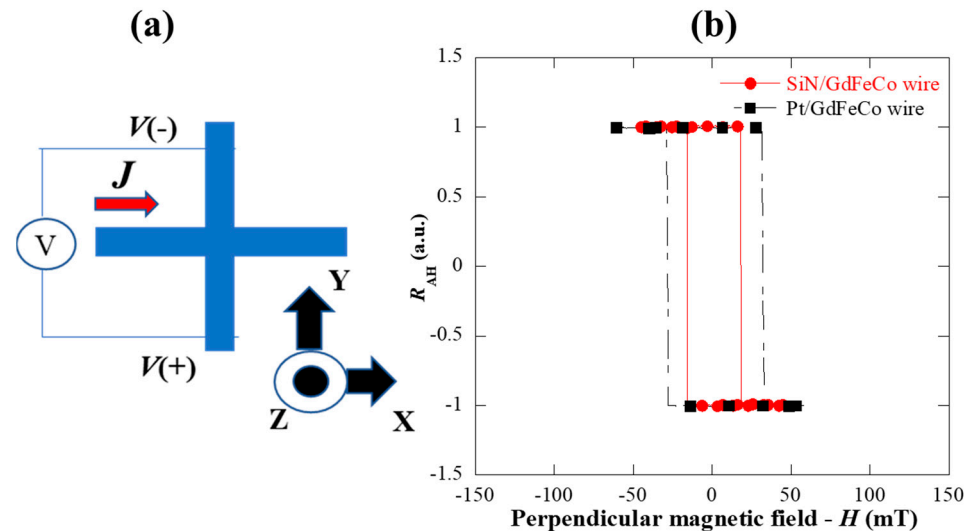 (a)
V(-)
J
V
Y
V(+)
Z
X
(b)
1.5
SiN/GdFeCo wire
Pt/GdFeCo wire
1
0.5
0
-0.5
-1
-1.5
R AH (a.u.)
-150 -100 -50 0 50 100 150
Perpendicular magnetic field - H (mT)